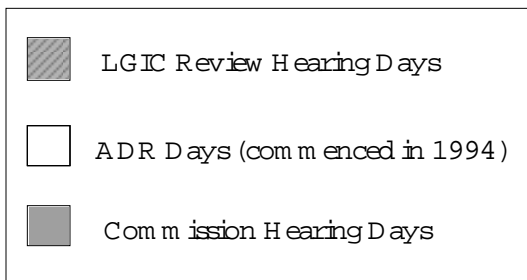 LGIC Review Hearing Days
ADR Days (commenced in 1994)
Commission Hearing Days